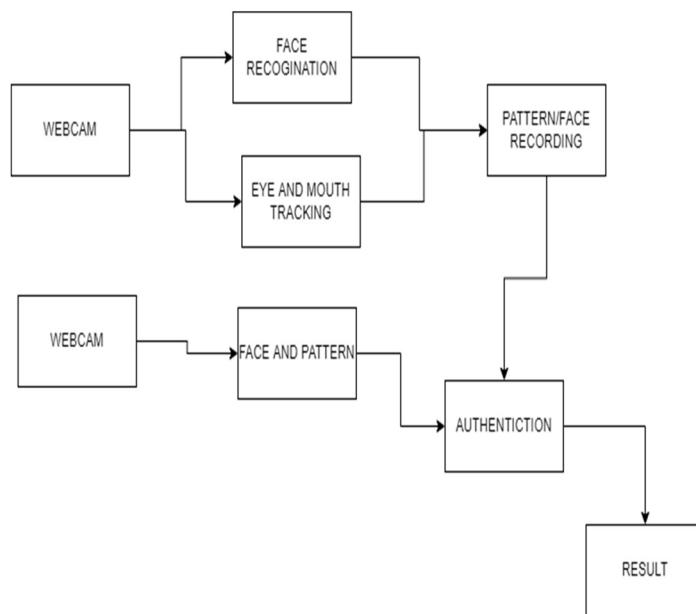 FACE
RECOGINATION
WEBCAM
PATTERN/FACE
RECORDING
EYE AND MOUTH
TRACKING
WEBCAM
FACE AND PATTERN
AUTHENTICTION
RESULT